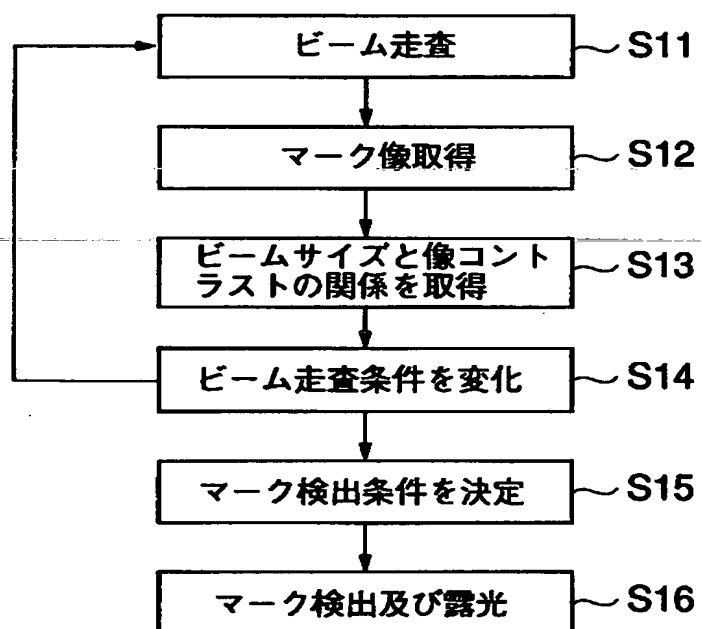 ビーム走査 S11
マーク像取得 S12
ビームサイズと像コント
ラストの関係を取得 S13
ビーム走査条件を変化 S14
マーク検出条件を決定 S15
マーク検出及び露光 S16